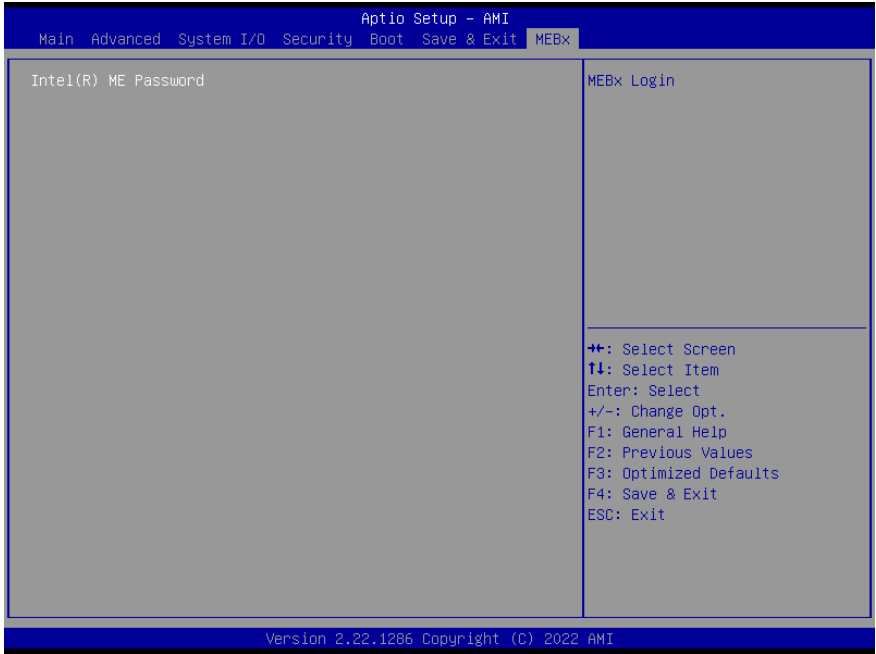 Aptio Setup – AMI
Main Advanced System I/O Security Boot Save & Exit MEBx
Intel(R) ME Password
MEBx Login
→←: Select Screen
↑↓: Select Item
Enter: Select
+/-: Change Opt.
F1: General Help
F2: Previous Values
F3: Optimized Defaults
F4: Save & Exit
ESC: Exit
Version 2.22.1286 Copyright (C) 2022 AMI